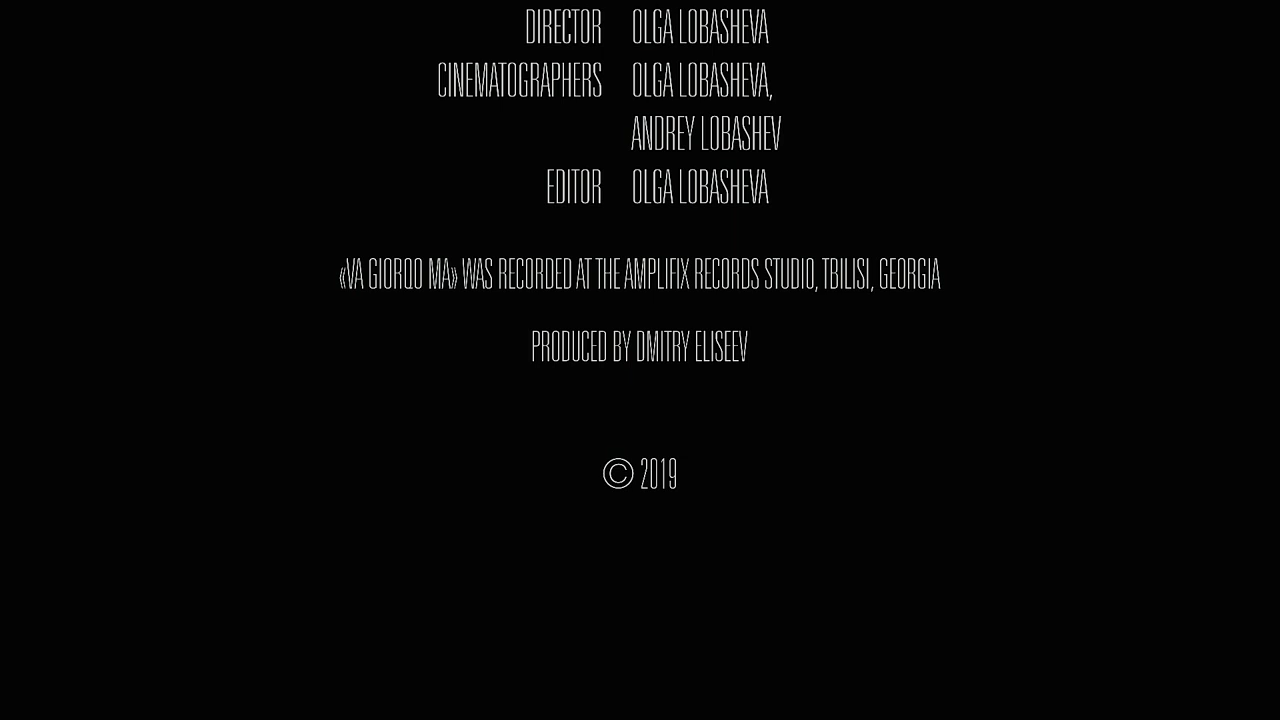 DIRECTOR OLGA LOBASHEVA
CINEMATOGRAPHERS OLGA LOBASHEVA,
ANDREY LOBASHEV
EDITOR OLGA LOBASHEVA
«VA GIORQO MA» WAS RECORDED AT THE AMPLIFIX RECORDS STUDIO, TBILISI, GEORGIA
PRODUCED BY DMITRY ELISEEV
© 2019